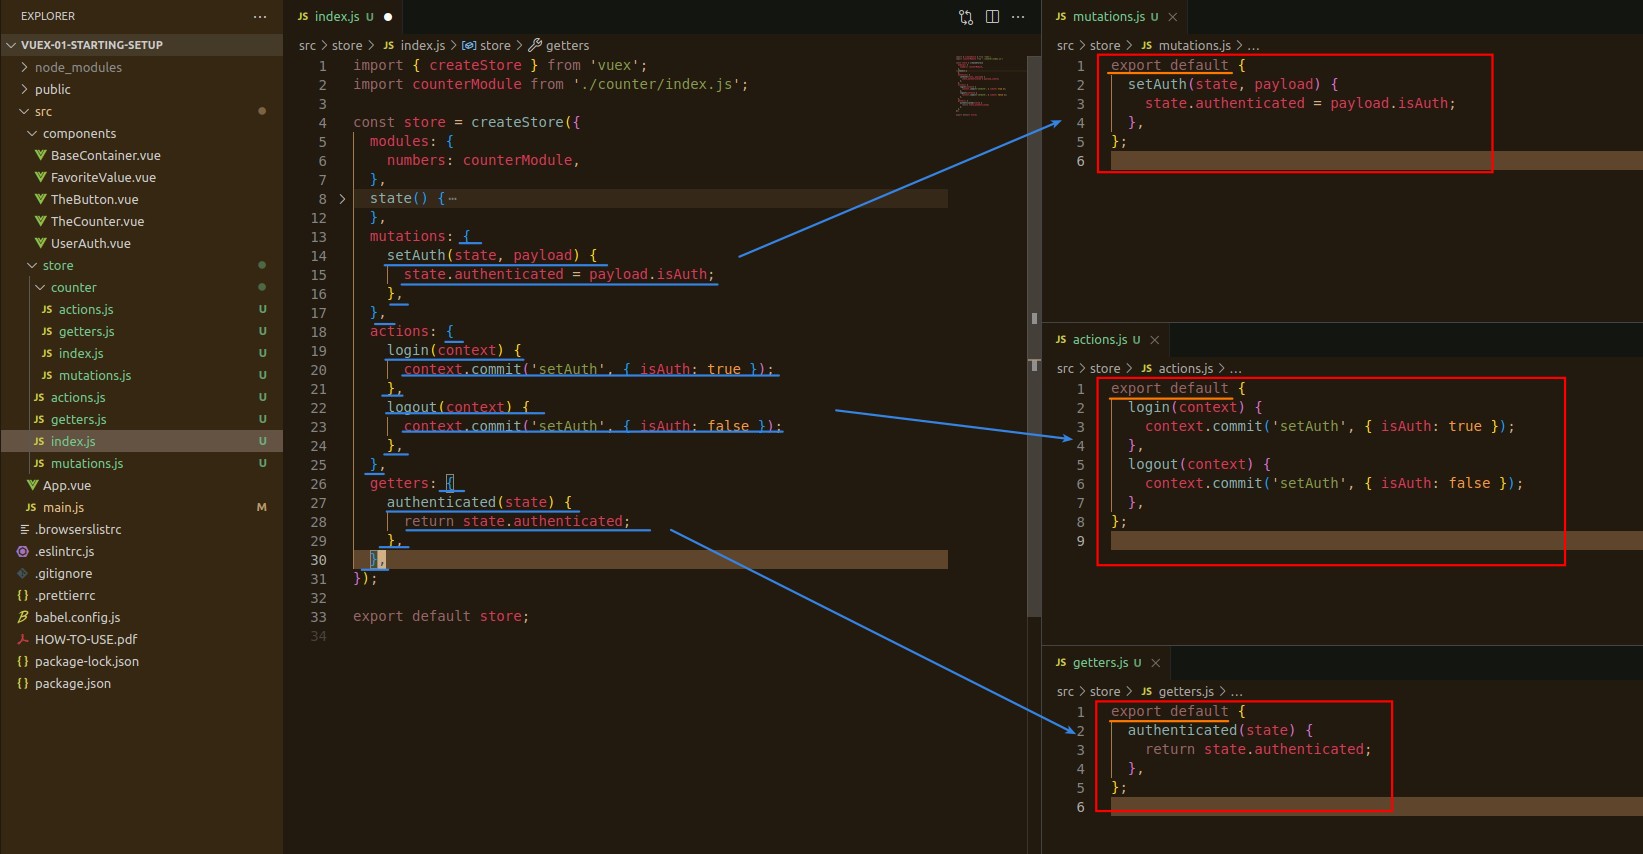 EXPLORER
VUEX-01-STARTING-SETUP
node_modules
public
src
components
BaseContainer.vue
FavoriteValue.vue
TheButton.vue
TheCounter.vue
UserAuth.vue
store
counter
JS actions.js U
JS getters.js U
JS index.js U
JS mutations.js U
JS actions.js U
JS getters.js U
JS index.js U
JS mutations.js U
App.vue
JS main.js M
.browserslistrc
.eslintrc.js
.gitignore
{} .prettierrc
babel.config.js
HOW-TO-USE.pdf
{} package-lock.json
{} package.json
JS index.js U
src > store > JS index.js > store > getters
1 import { createStore } from 'vuex';
2 import counterModule from './counter/index.js';
3
4 const store = createStore({
5 modules: {
6 numbers: counterModule,
7 },
8 state() { ⋯
12 },
13 mutations: {
14 setAuth(state, payload) {
15 state.authenticated = payload.isAuth;
16 },
17 },
18 actions: {
19 login(context) {
20 context.commit('setAuth', { isAuth: true });
21 },
22 logout(context) {
23 context.commit('setAuth', { isAuth: false });
24 },
25 },
26 getters: {
27 authenticated(state) {
28 return state.authenticated;
29 },
30 },
31 });
32
33 export default store;
34
JS mutations.js U
src > store > JS mutations.js > ...
1 export default {
2 setAuth(state, payload) {
3 state.authenticated = payload.isAuth;
4 },
5 };
6
JS actions.js U
src > store > JS actions.js > ...
1 export default {
2 login(context) {
3 context.commit('setAuth', { isAuth: true });
4 },
5 logout(context) {
6 context.commit('setAuth', { isAuth: false });
7 },
8 };
9
JS getters.js U
src > store > JS getters.js > ...
1 export default {
2 authenticated(state) {
3 return state.authenticated;
4 },
5 };
6